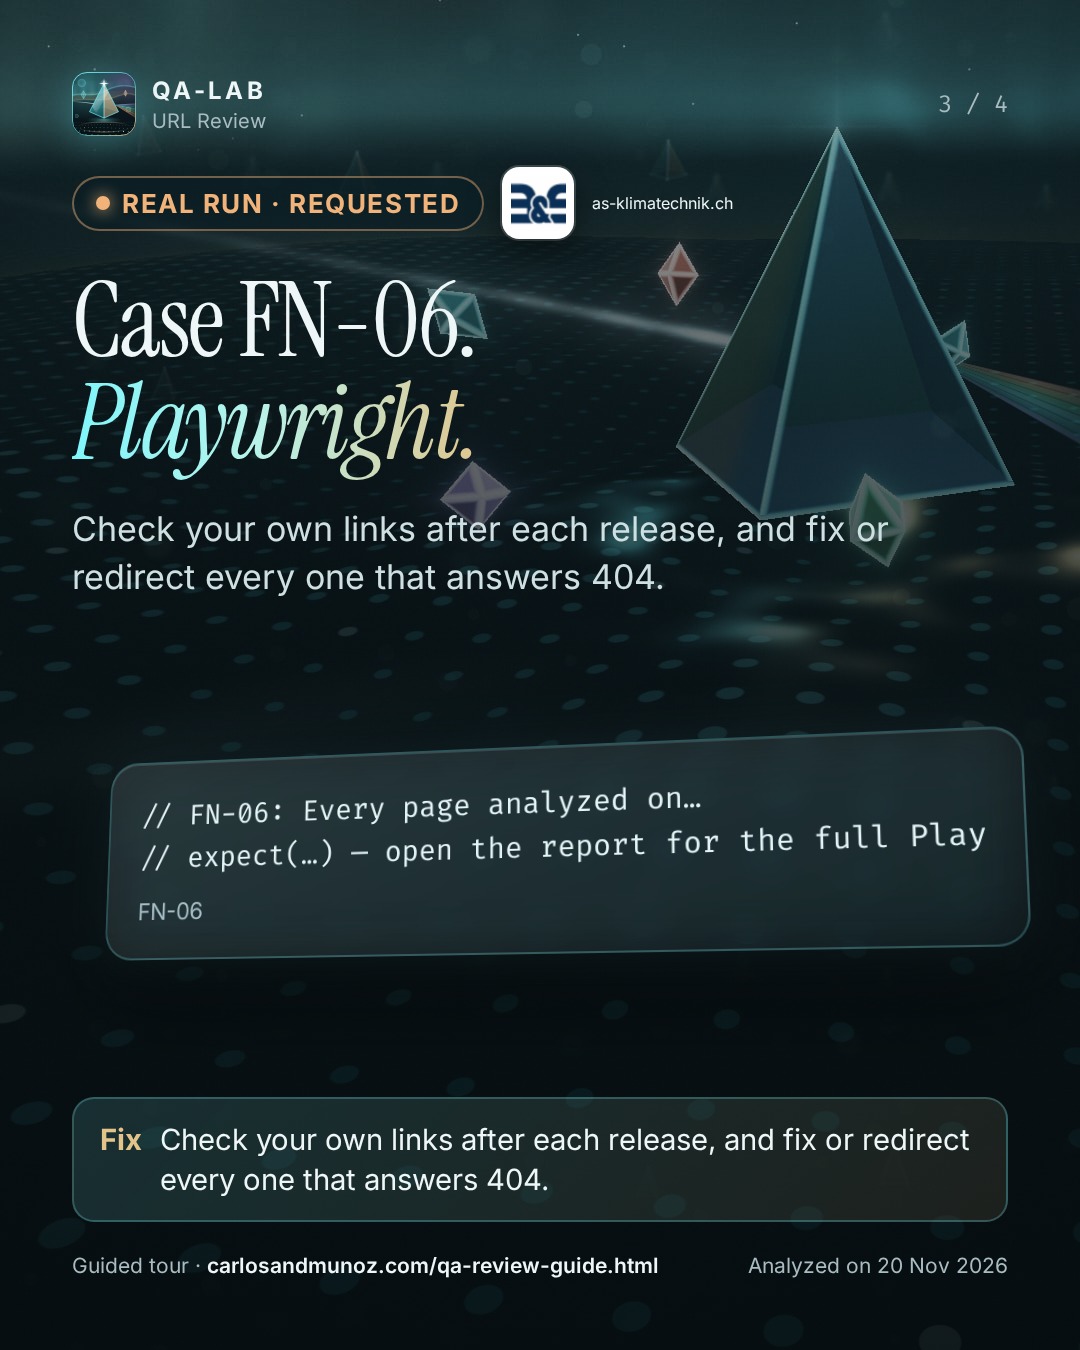 QA-LAB
URL Review
3 / 4
REAL RUN · REQUESTED
as-klimatechnik.ch
Case FN-06.
Playwright.
Check your own links after each release, and fix or
redirect every one that answers 404.
// FN-06: Every page analyzed on…
// expect(…) — open the report for the full Play
FN-06
Fix Check your own links after each release, and fix or redirect
every one that answers 404.
Guided tour · carlosandmunoz.com/qa-review-guide.html
Analyzed on 20 Nov 2026